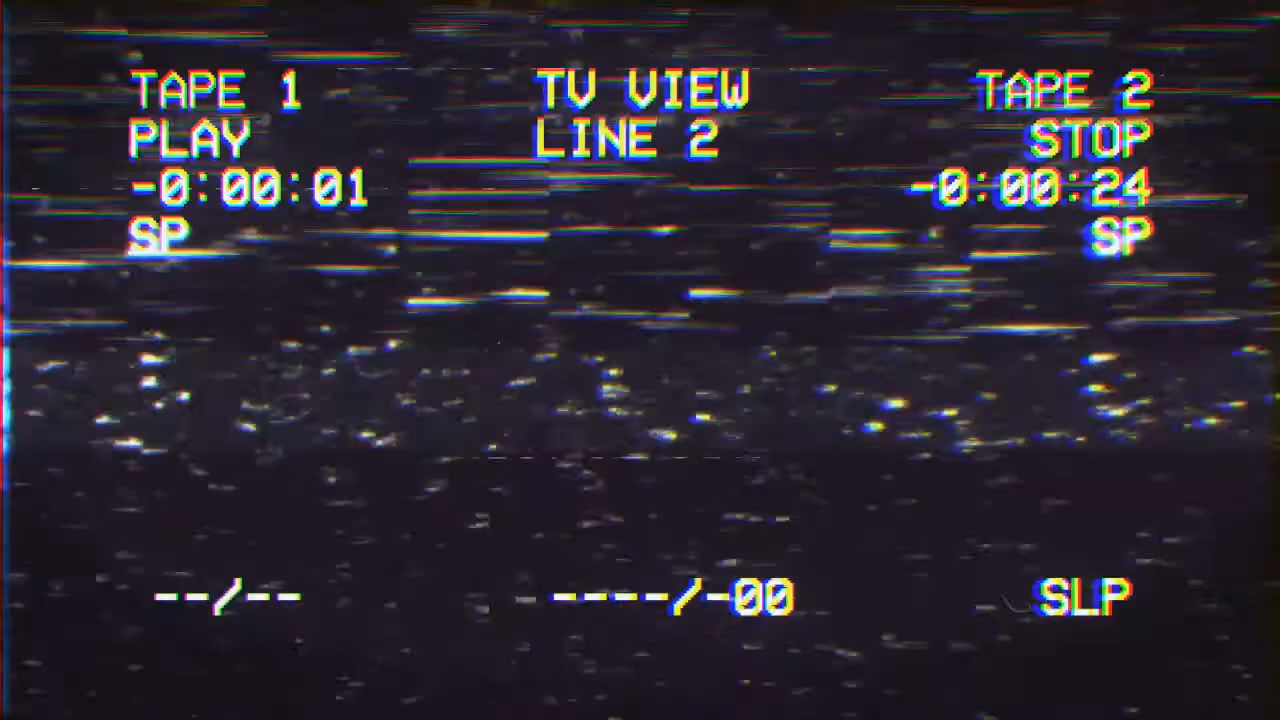 TAPE 1 TV VIEW TAPE 2
PLAY LINE 2 STOP
-0:00:01 -0:00:24
SP SP
--/-- ----/-00 SLP